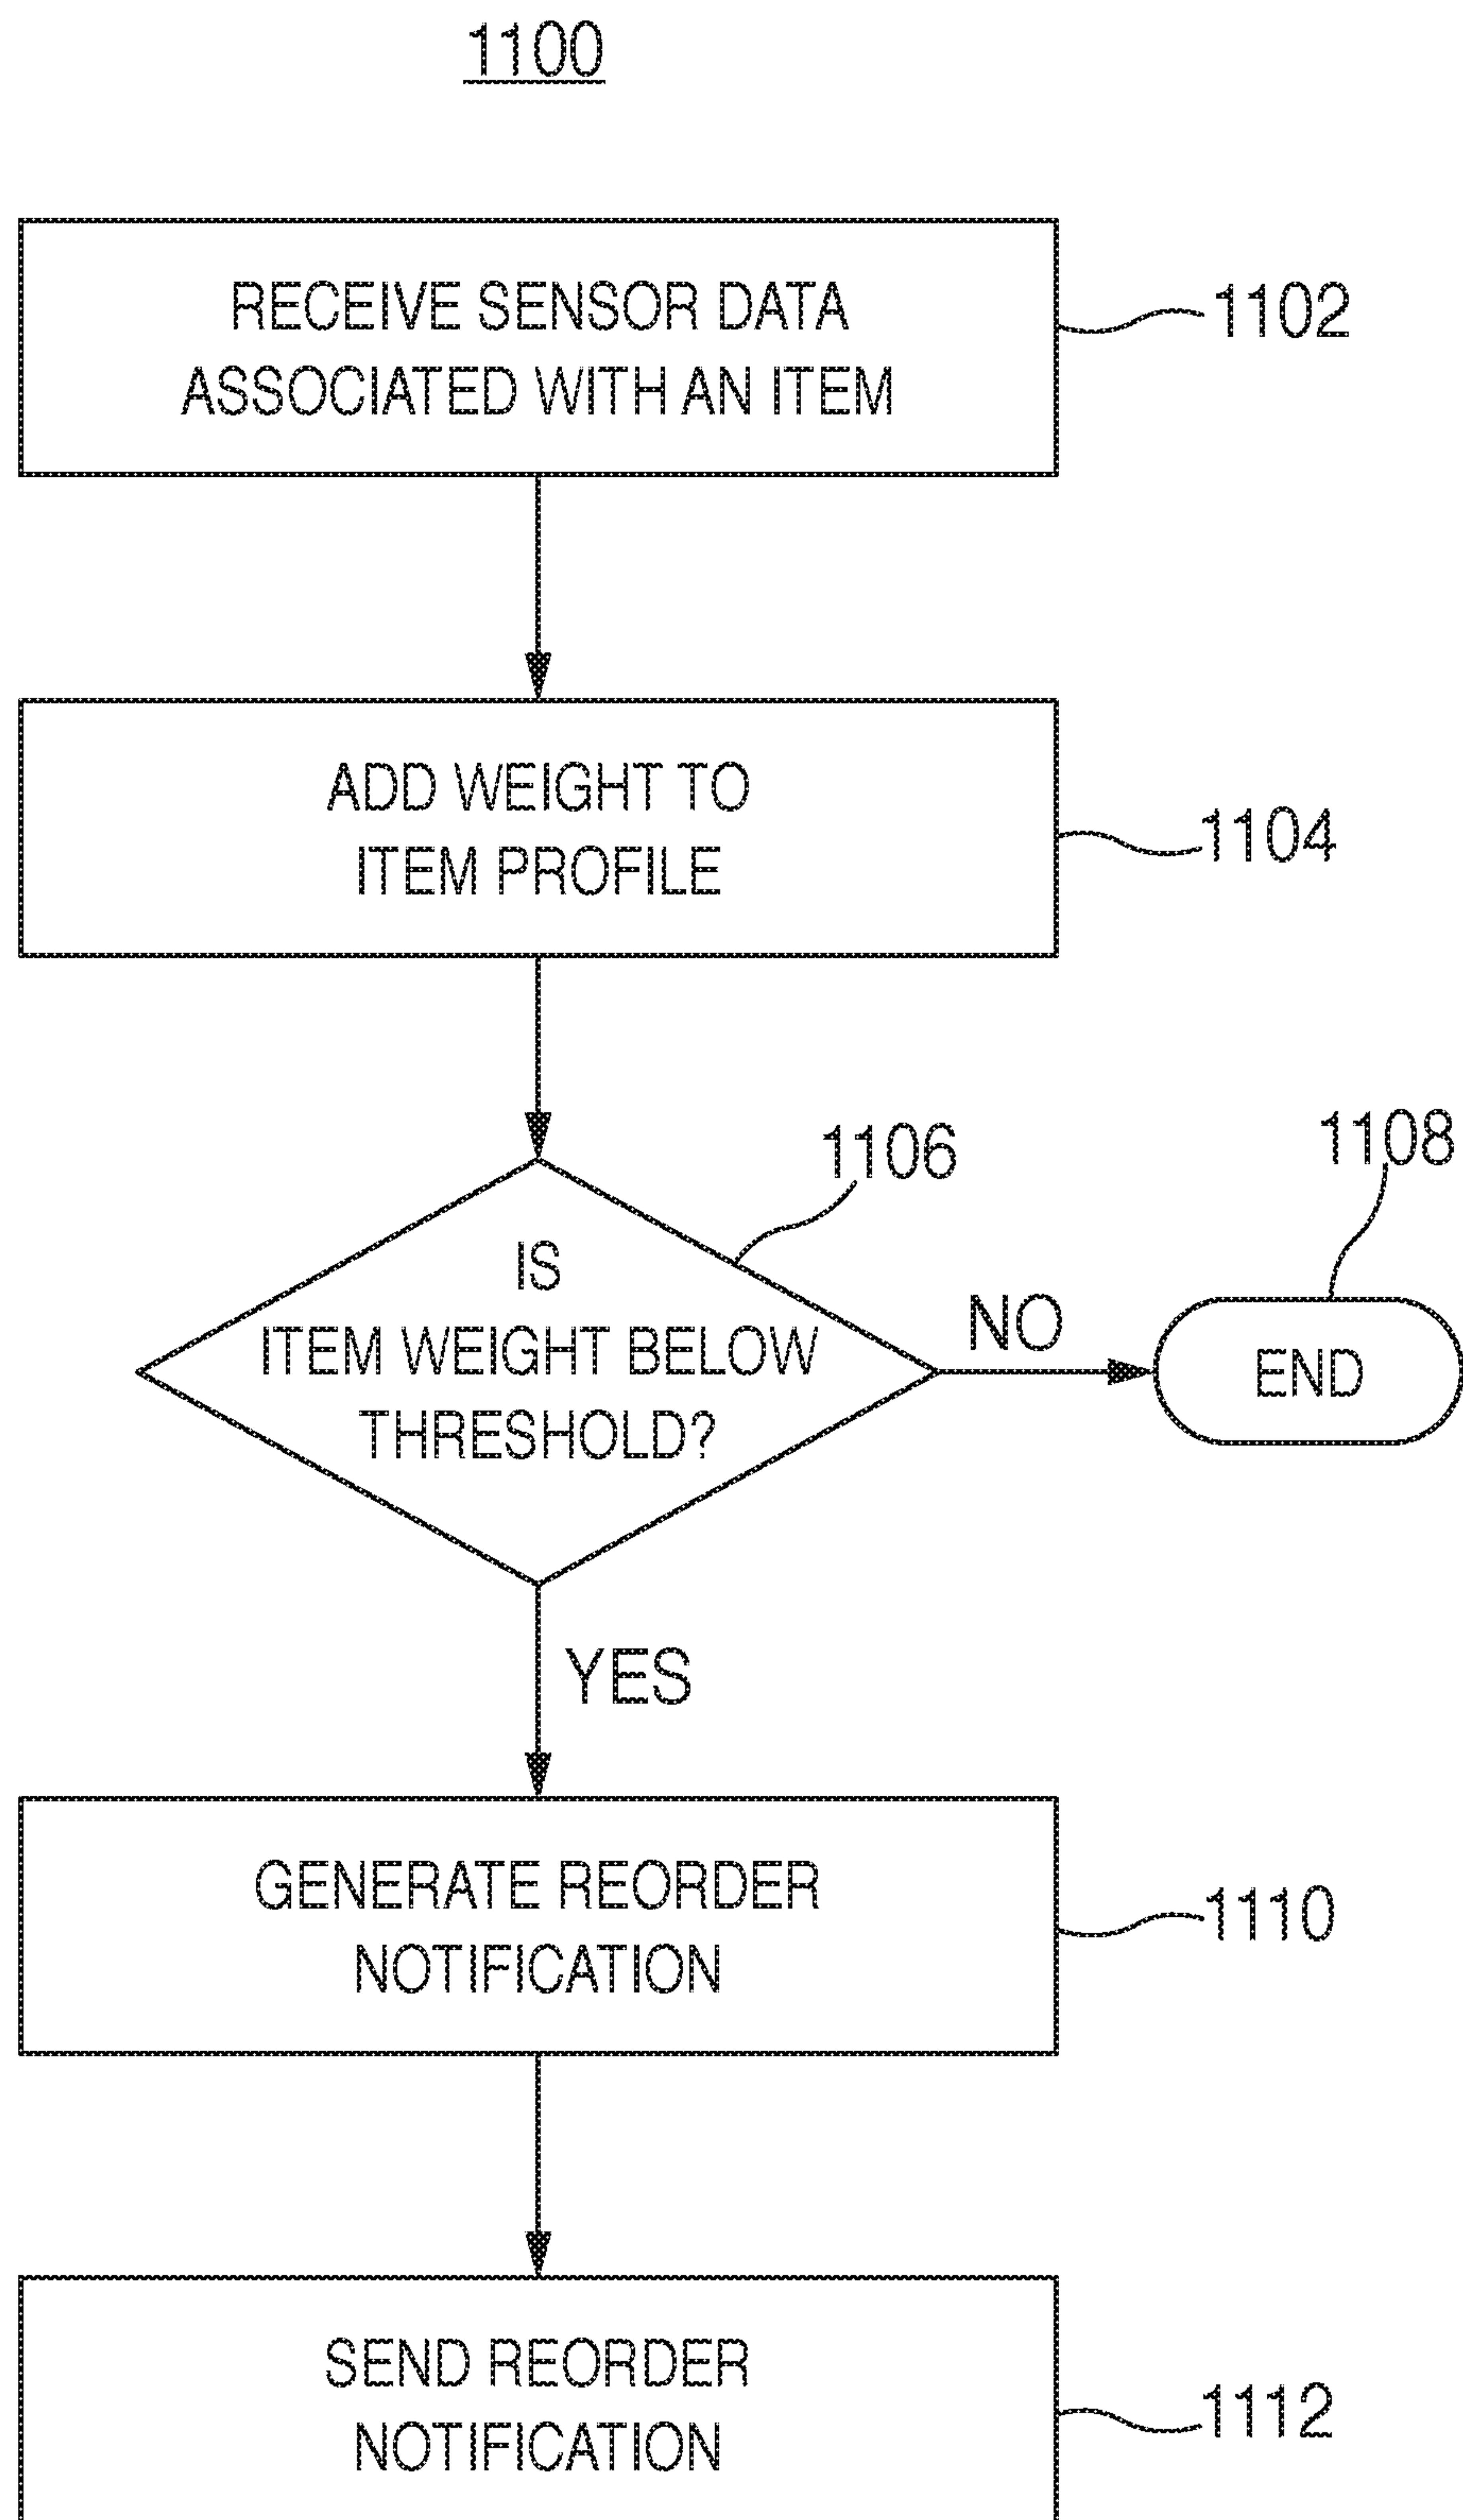 1100
RECEIVE SENSOR DATA
ASSOCIATED WITH AN ITEM
1102
ADD WEIGHT TO
ITEM PROFILE
1104
1106
1108
IS
ITEM WEIGHT BELOW
THRESHOLD?
NO
END
YES
GENERATE REORDER
NOTIFICATION
1110
SEND REORDER
NOTIFICATION
1112